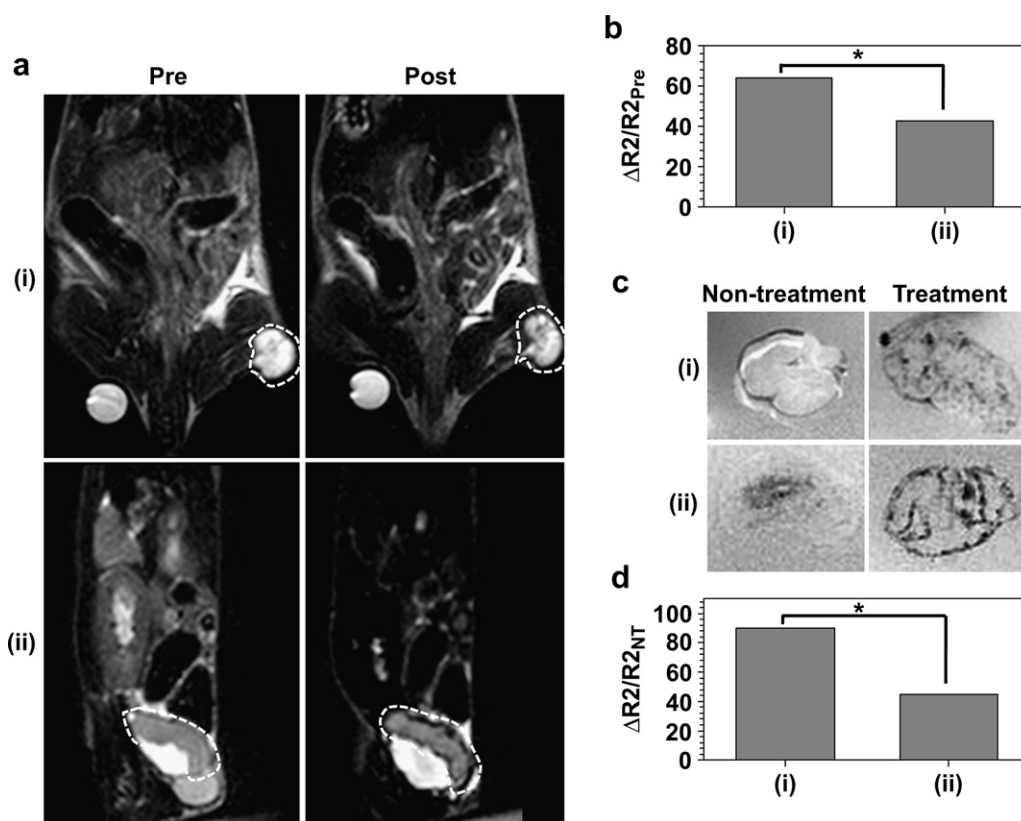 a
Pre Post
(i)
(ii)
b
ΔR2/R2Pre
80
60
40
20
0
*
(i) (ii)
c
Non-treatment Treatment
(i)
(ii)
d
ΔR2/R2NT
100
80
60
40
20
0
*
(i) (ii)